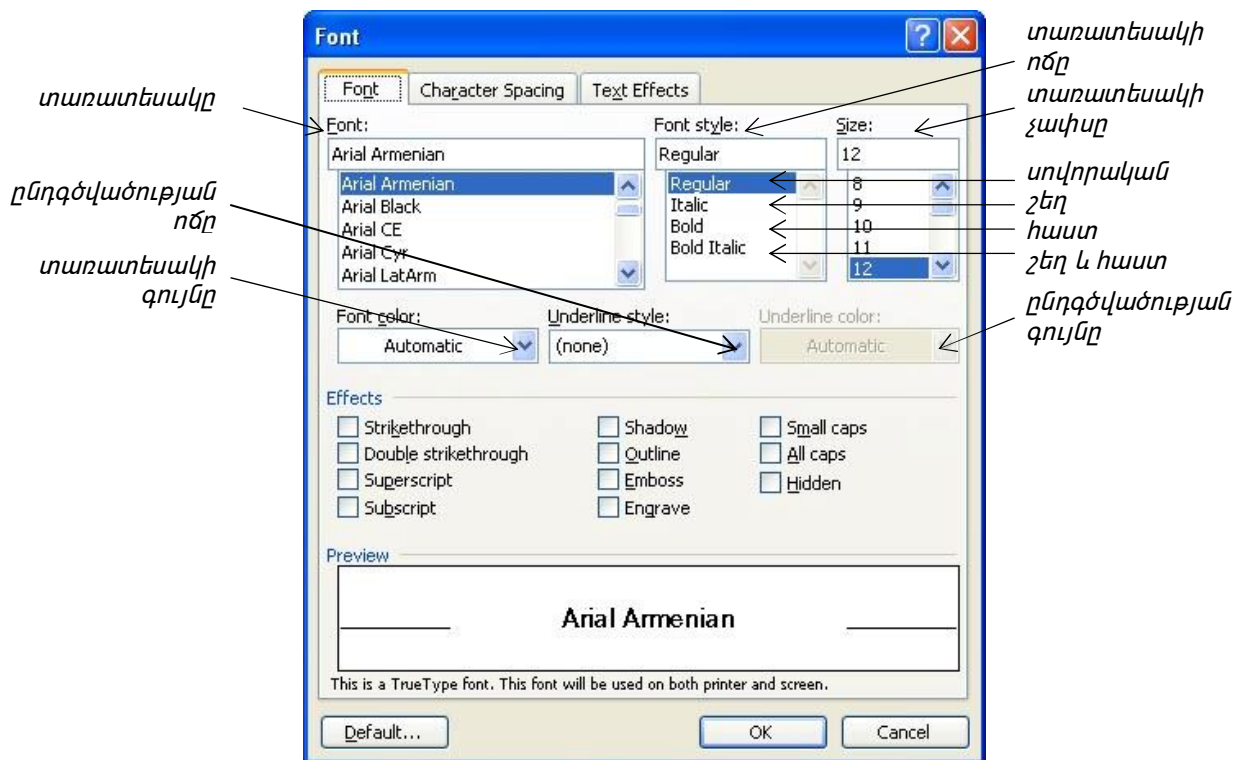 Font
Font
Character Spacing
Text Effects
Font:
Font style:
Size:
Arial Armenian
Regular
12
Arial Armenian
Arial Black
Arial CE
Arial Cyr
Arial LatArm
Regular
Italic
Bold
Bold Italic
8
9
10
11
12
Font color:
Underline style:
Underline color:
Automatic
(none)
Automatic
Effects
Strikethrough
Double strikethrough
Superscript
Subscript
Shadow
Outline
Emboss
Engrave
Small caps
All caps
Hidden
Preview
Arial Armenian
This is a TrueType font. This font will be used on both printer and screen.
Default...
OK
Cancel
տառատեսակը
ընդգծվածության
ոճը
տառատեսակի
գույնը
տառատեսակի
ոճը
տառատեսակի
չափսը
սովորական
շեղ
հաստ
շեղ և հաստ
ընդգծվածության
գույնը